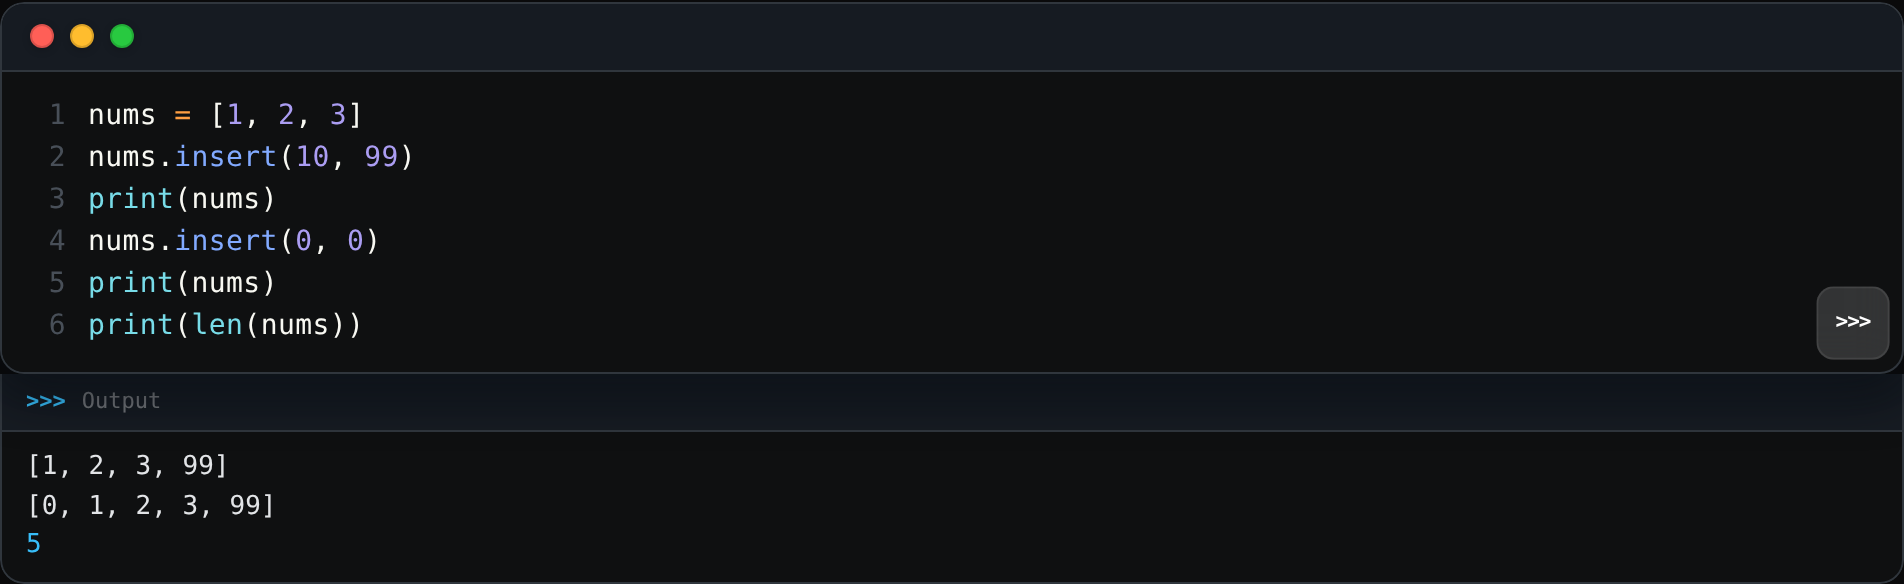 1 nums = [1, 2, 3]
2 nums.insert(10, 99)
3 print(nums)
4 nums.insert(0, 0)
5 print(nums)
6 print(len(nums))
>>>
>>> Output
[1, 2, 3, 99]
[0, 1, 2, 3, 99]
5